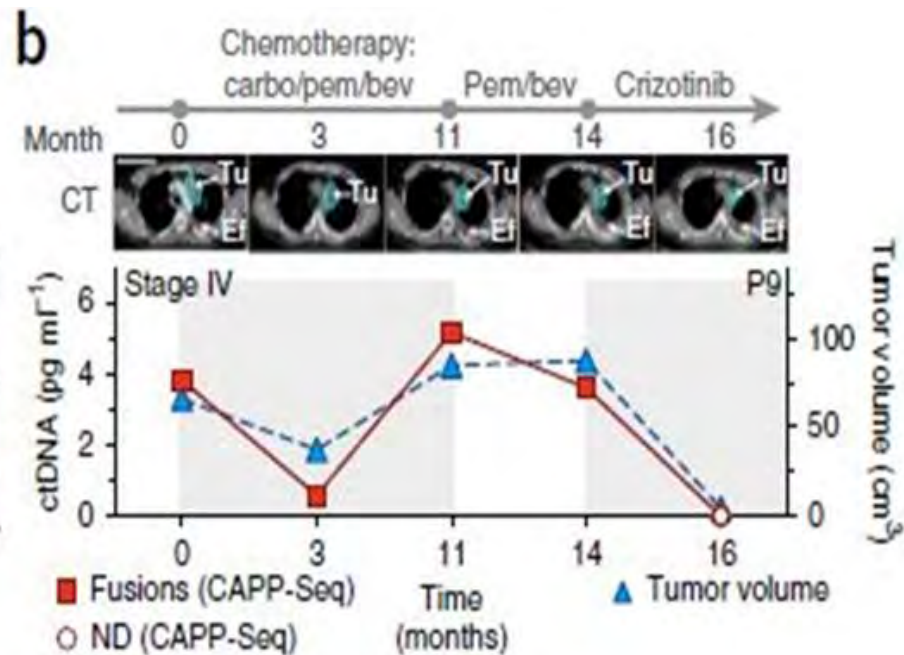 b
Chemotherapy:
carbo/pem/bev Pem/bev Crizotinib
Month 0 3 11 14 16
CT
Tu Tu Tu Tu Tu
Ef Ef Ef Ef
Stage IV P9
ctDNA (pg ml⁻¹)
6
4
2
0
Tumor volume (cm³)
100
50
0
0 3 11 14 16
Time
(months)
Fusions (CAPP-Seq)
ND (CAPP-Seq)
Tumor volume